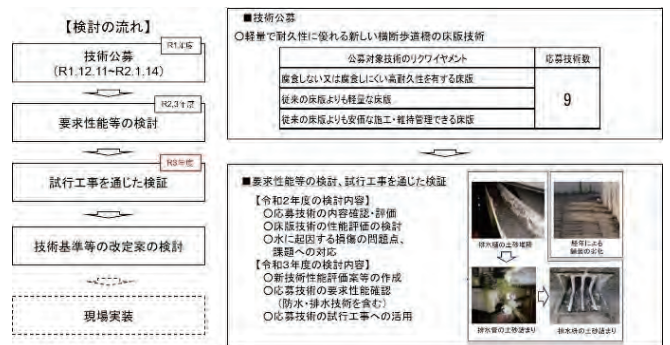 【検討の流れ】
R1年度
技術公募
(R1.12.11~R2.1.14)
R2,3年度
要求性能等の検討
R3年度
試行工事を通じた検証
技術基準等の改定案の検討
現場実装
■技術公募
○軽量で耐久性に優れる新しい横断歩道橋の床版技術
公募対象技術のリクワイヤメント
応募技術数
腐食しない又は腐食しにくい高耐久性を有する床版
従来の床版よりも軽量な床版
従来の床版よりも安価な施工・維持管理できる床版
9
■要求性能等の検討、試行工事を通じた検証
【令和2年度の検討内容】
○応募技術の内容確認・評価
○床版技術の性能評価の検討
○水に起因する損傷の問題点、
課題への対応
【令和3年度の検討内容】
○新技術性能評価案等の作成
○応募技術の要求性能確認
(防水・排水技術を含む)
○応募技術の試行工事への活用
排水樋の土砂堆積
経年による
舗装の劣化
排水管の土砂詰まり
排水桝の土砂詰まり